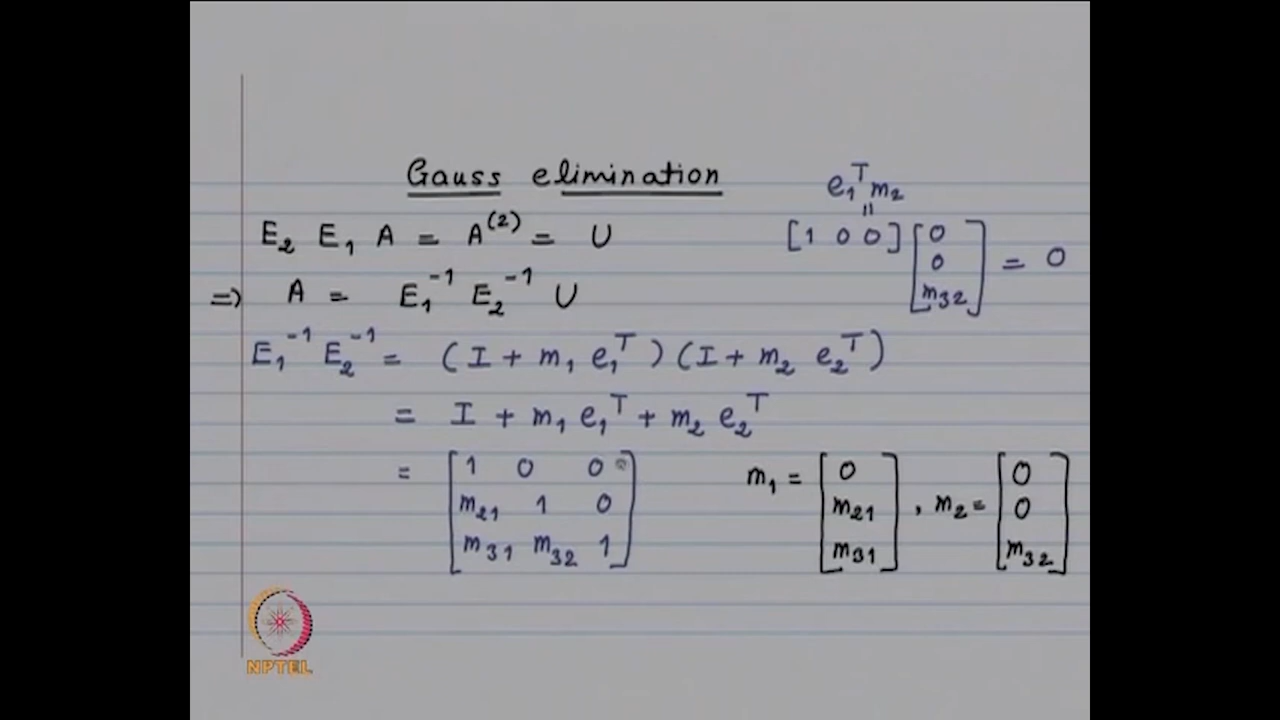 Gauss elimination
e₁ᵀ m₂
=
E₂ E₁ A = A⁽²⁾ = U
[1 0 0] [0 0 m₃₂] = 0
=) A = E₁⁻¹ E₂⁻¹ U
E₁⁻¹ E₂⁻¹ = (I + m₁ e₁ᵀ) (I + m₂ e₂ᵀ)
= I + m₁ e₁ᵀ + m₂ e₂ᵀ
= [1 0 0
m₂₁ 1 0
m₃₁ m₃₂ 1]
m₁ = [0 m₂₁ m₃₁], m₂ = [0 0 m₃₂]
NPTEL